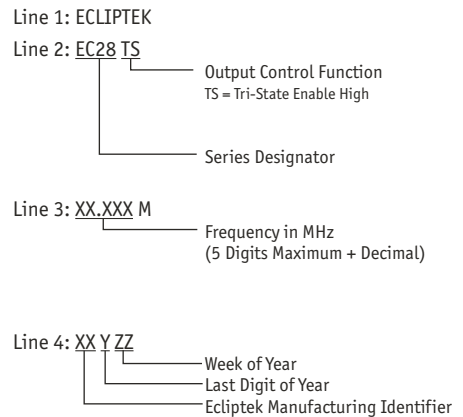 Line 1: ECLIPTEK
Line 2: EC28 TS
Output Control Function
TS = Tri-State Enable High
Series Designator
Line 3: XX.XXX M
Frequency in MHz
(5 Digits Maximum + Decimal)
Line 4: XX Y ZZ
Week of Year
Last Digit of Year
Ecliptek Manufacturing Identifier